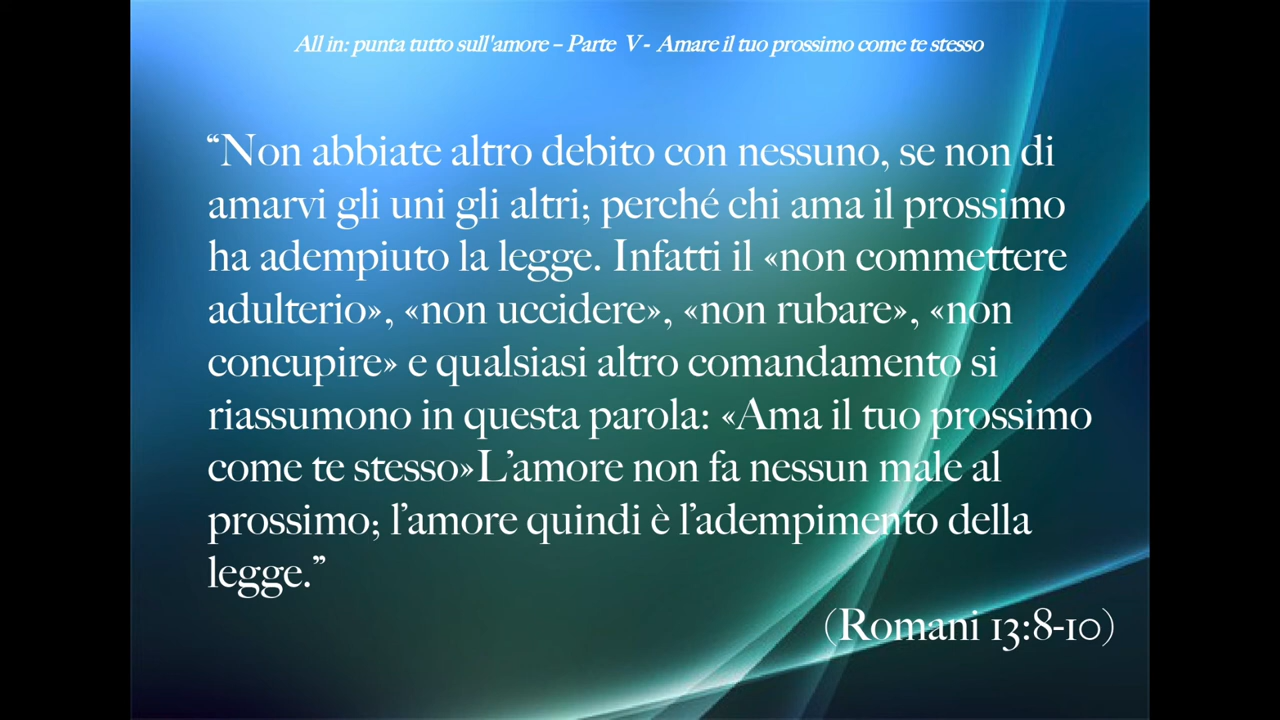 All in: punta tutto sull'amore – Parte V - Amare il tuo prossimo come te stesso
“Non abbiate altro debito con nessuno, se non di
amarvi gli uni gli altri; perché chi ama il prossimo
ha adempiuto la legge. Infatti il «non commettere
adulterio», «non uccidere», «non rubare», «non
concupire» e qualsiasi altro comandamento si
riassumono in questa parola: «Ama il tuo prossimo
come te stesso»L’amore non fa nessun male al
prossimo; l’amore quindi è l’adempimento della
legge.”
(Romani 13:8-10)